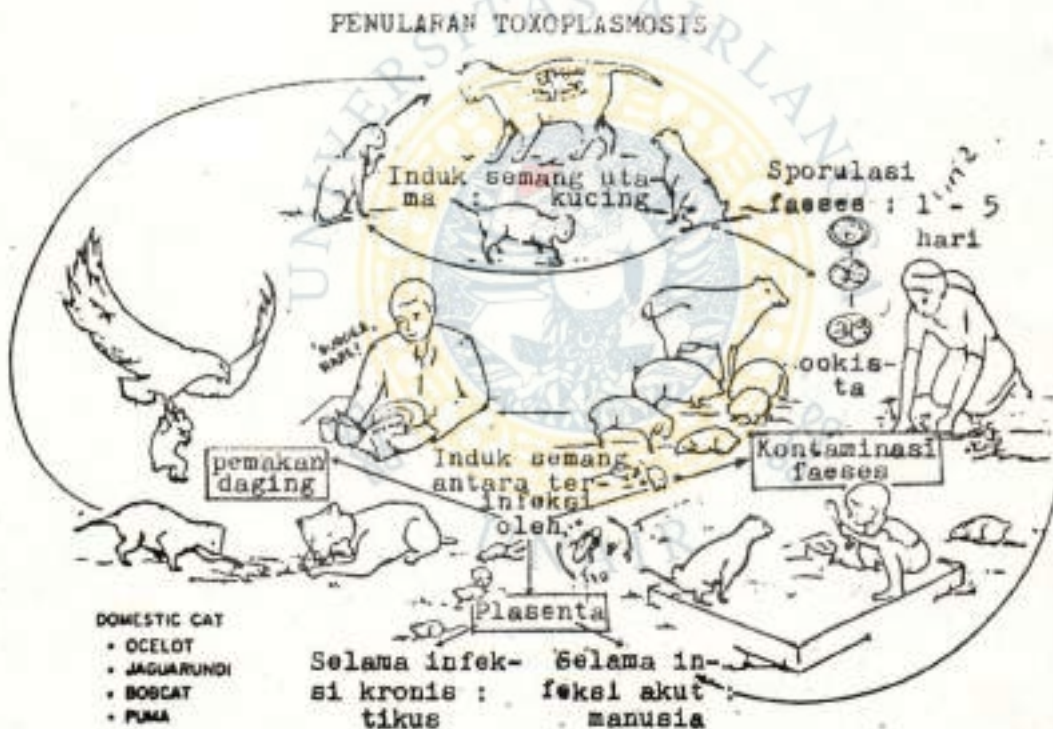 PENULARAN TOXOPLASMOSIS
UNIVERSITAS AIRLANGGA
Induk semang uta-
ma : kucing
Sporulasi
faeses : 1 - 5
hari
ookis-
ta
pemakan
daging
Induk semang
antara ter-
infeksi
oleh
Kontaminasi
faeses
Plasenta
DOMESTIC CAT
• OCELOT
• JAGUARUNDI
• BOBCAT
• PUMA
Selama infek-
si kronis :
tikus
Selama in-
feksi akut :
manusia